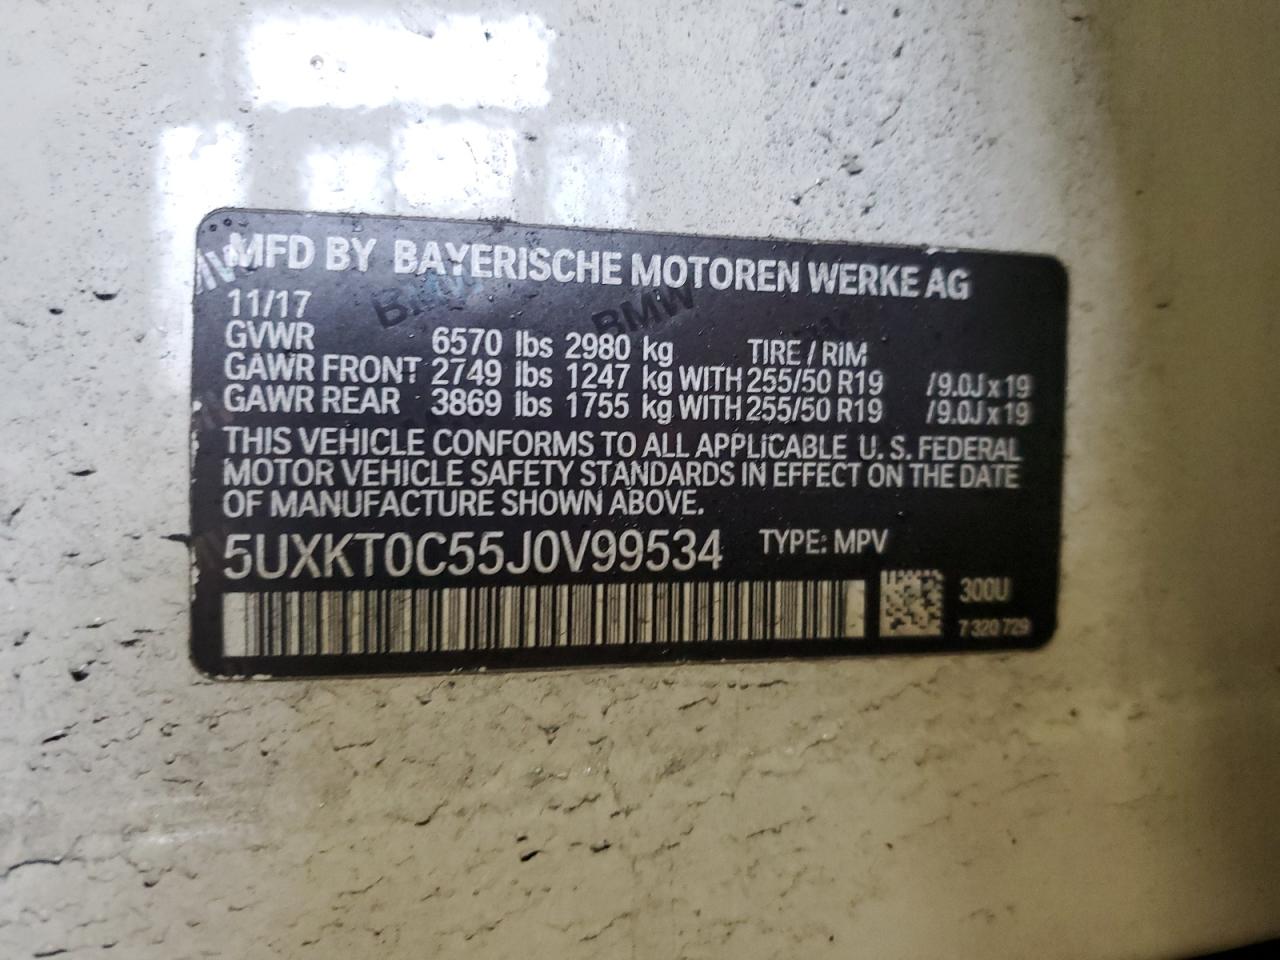 MFD BY BAYERISCHE MOTOREN WERKE AG
11/17
GVWR 6570 lbs 2980 kg TIRE / RIM
GAWR FRONT 2749 lbs 1247 kg WITH 255/50 R19 /9.0J x 19
GAWR REAR 3869 lbs 1755 kg WITH 255/50 R19 /9.0J x 19
THIS VEHICLE CONFORMS TO ALL APPLICABLE U. S. FEDERAL
MOTOR VEHICLE SAFETY STANDARDS IN EFFECT ON THE DATE
OF MANUFACTURE SHOWN ABOVE.
5UXKT0C55J0V99534 TYPE: MPV
300U
7 320 729
BMW
BMW